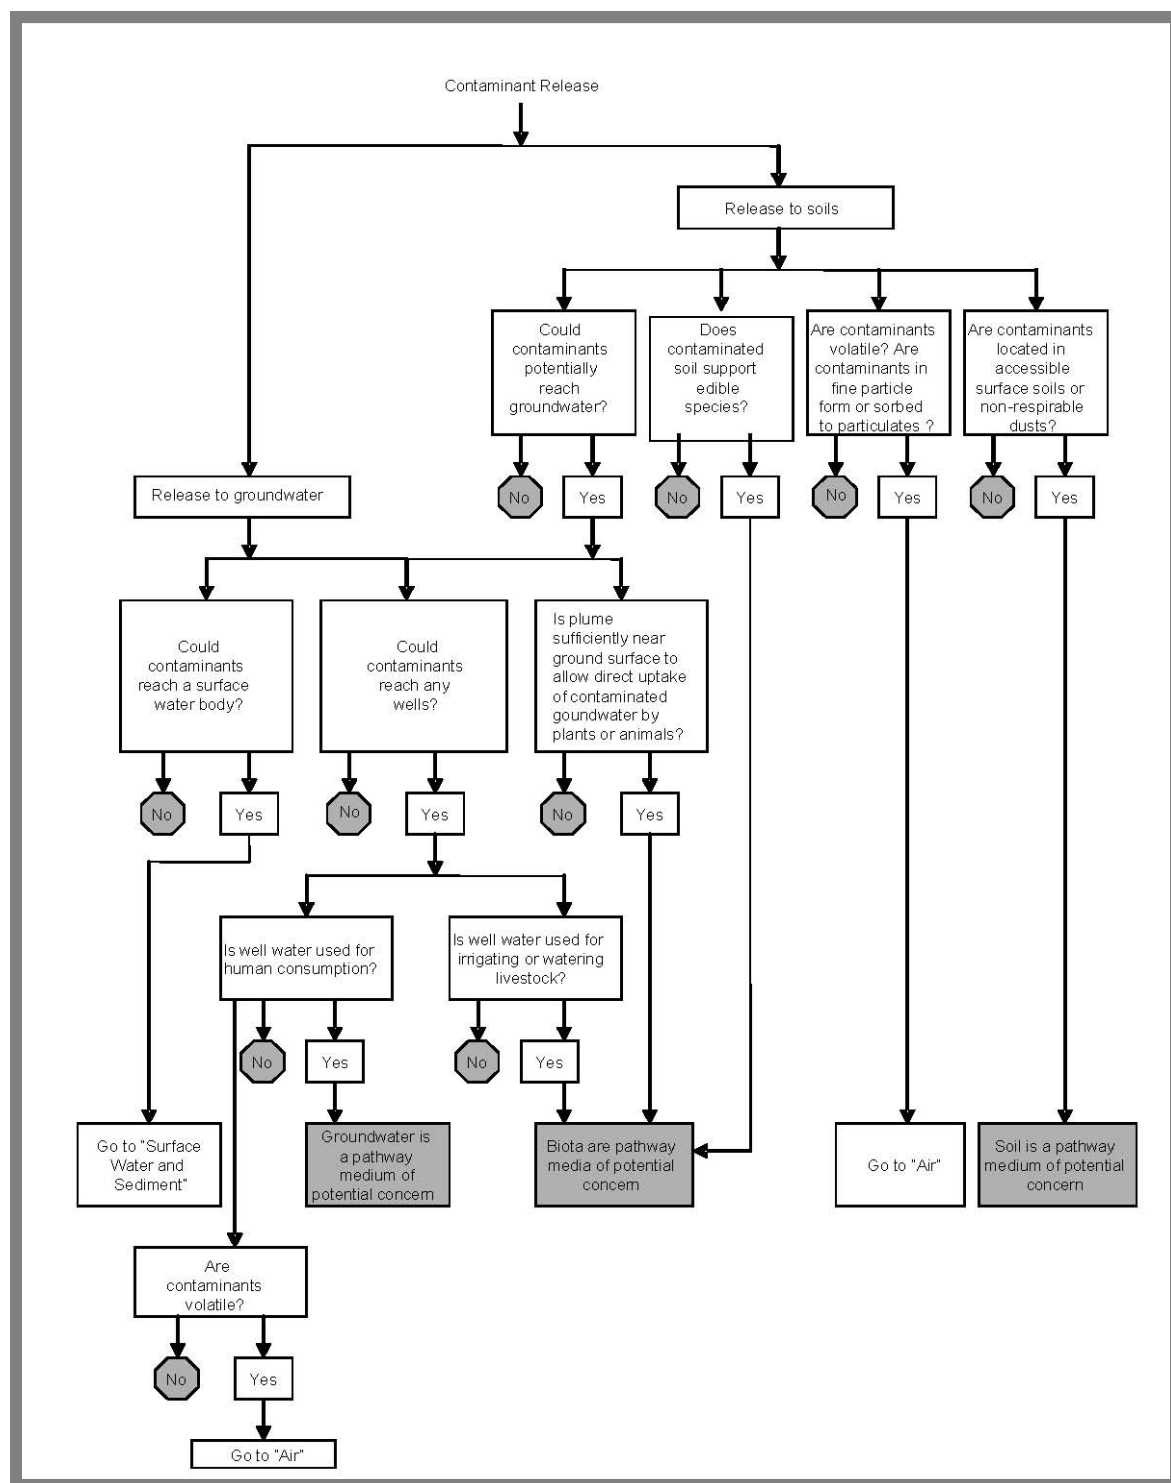 Contaminant Release
Release to soils
Could
contaminants
potentially
reach
groundwater?
Does
contaminated
soil support
edible
species?
Are contaminants
volatile? Are
contaminants in
fine particle
form or sorbed
to particulates ?
Are contaminants
located in
accessible
surface soils or
non-respirable
dusts?
No
Yes
No
Yes
No
Yes
No
Yes
Release to groundwater
Could
contaminants
reach a surface
water body?
Could
contaminants
reach any
wells?
Is plume
sufficiently near
ground surface to
allow direct uptake
of contaminated
goundwater by
plants or animals?
No
Yes
No
Yes
No
Yes
Is well water used for
human consumption?
Is well water used for
irrigating or watering
livestock?
No
Yes
No
Yes
Go to "Surface
Water and
Sediment"
Groundwater is
a pathway
medium of
potential concern
Biota are pathway
media of potential
concern
Go to "Air"
Soil is a pathway
medium of potential
concern
Are
contaminants
volatile?
No
Yes
Go to "Air"